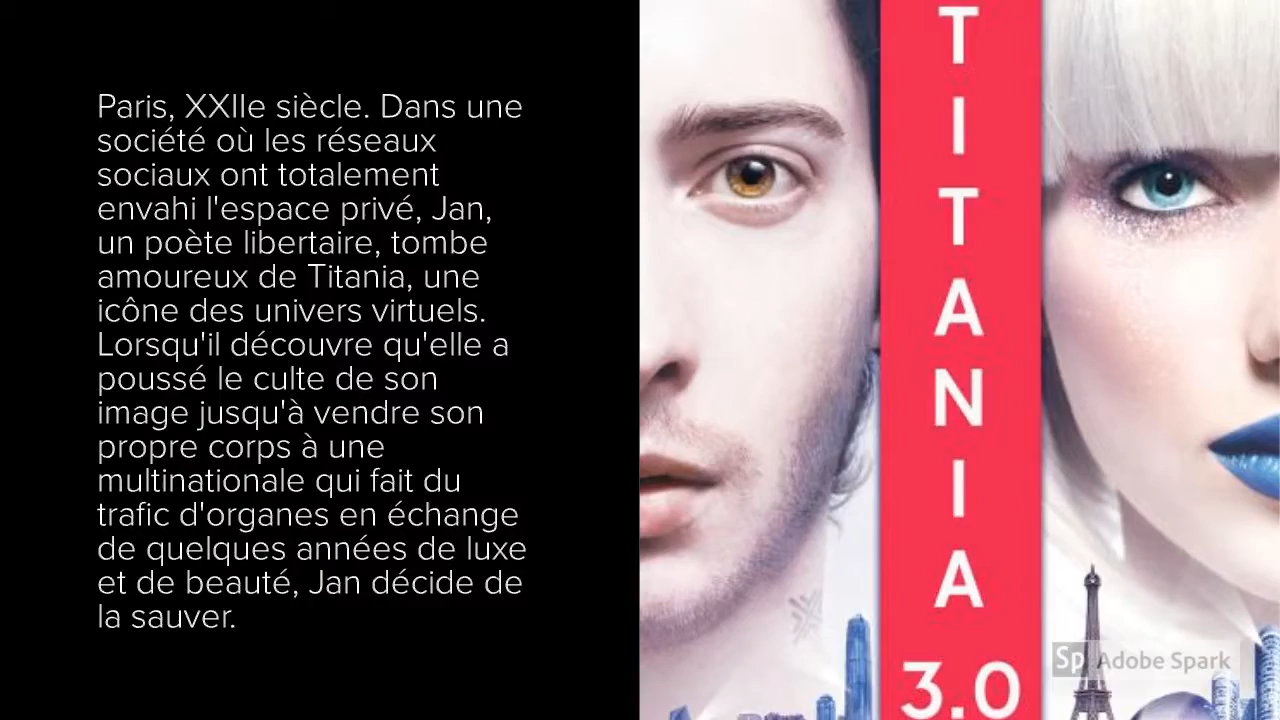 Paris, XXIIe siècle. Dans une
société où les réseaux
sociaux ont totalement
envahi l'espace privé, Jan,
un poète libertaire, tombe
amoureux de Titania, une
icône des univers virtuels.
Lorsqu'il découvre qu'elle a
poussé le culte de son
image jusqu'à vendre son
propre corps à une
multinationale qui fait du
trafic d'organes en échange
de quelques années de luxe
et de beauté, Jan décide de
la sauver.
TITANIA
3.0
Sp Adobe Spark